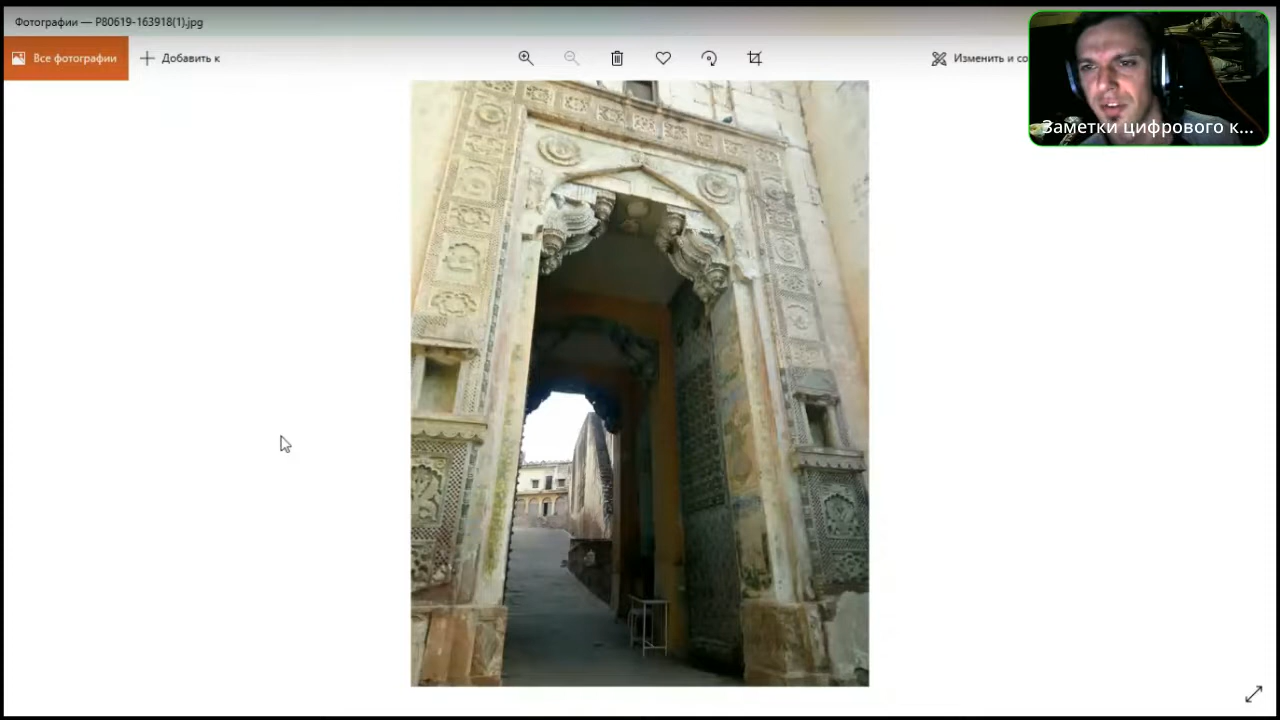 Фотографии — P80619-163918(1).jpg
Все фотографии
Добавить к
Изменить и со
Заметки цифрового к...